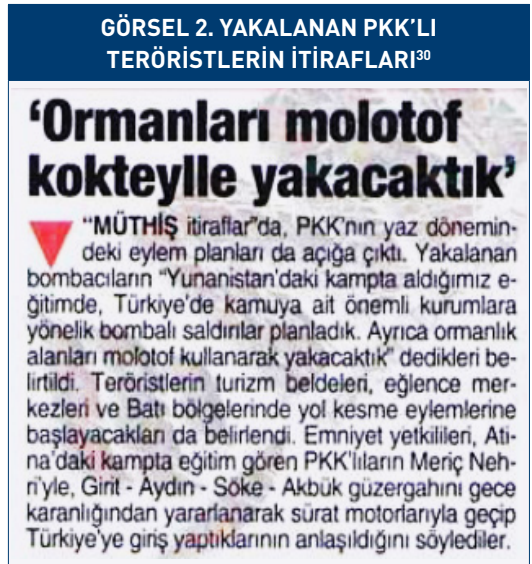 GÖRSEL 2. YAKALANAN PKK’LI
TERÖRİSTLERİN İTİRAFLARI30
‘Ormanları molotof
kokteylle yakacaktık’
“MÜTHİŞ itiraflar”da, PKK’nın yaz dönemin-
deki eylem planları da açığa çıktı. Yakalanan
bombacıların “Yunanistan’daki kampta aldığımız e-
ğitimde, Türkiye’de kamuya ait önemli kurumlara
yönelik bombalı saldırılar planladık. Ayrıca ormanlık
alanları molotof kullanarak yakacaktık” dedikleri be-
lirtildi. Teröristlerin turizm beldeleri, eğlence mer-
kezleri ve Batı bölgelerinde yol kesme eylemlerine
başlayacakları da belirlendi. Emniyet yetkilileri, Ati-
na’daki kampta eğitim gören PKK’lıların Meriç Neh-
ri’yle, Girit - Aydın - Söke - Akbük güzergahını gece
karanlığından yararlanarak sürat motorlarıyla geçip
Türkiye’ye giriş yaptıklarının anlaşıldığını söylediler.